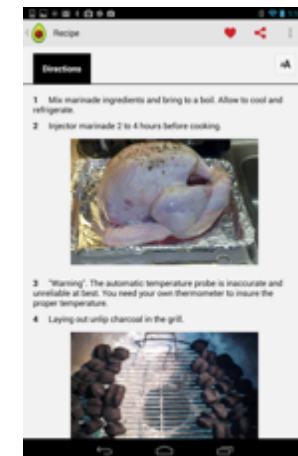 Recipe
Directions
AA
1 Mix marinade ingredients and bring to a boil. Allow to cool and
refrigerate.
2 Injector marinade 2 to 4 hours before cooking.
3 "Warning". The automatic temperature probe is inaccurate and
unreliable at best. You need your own thermometer to insure the
proper temperature.
4 Laying out unlip charcoal in the grill.